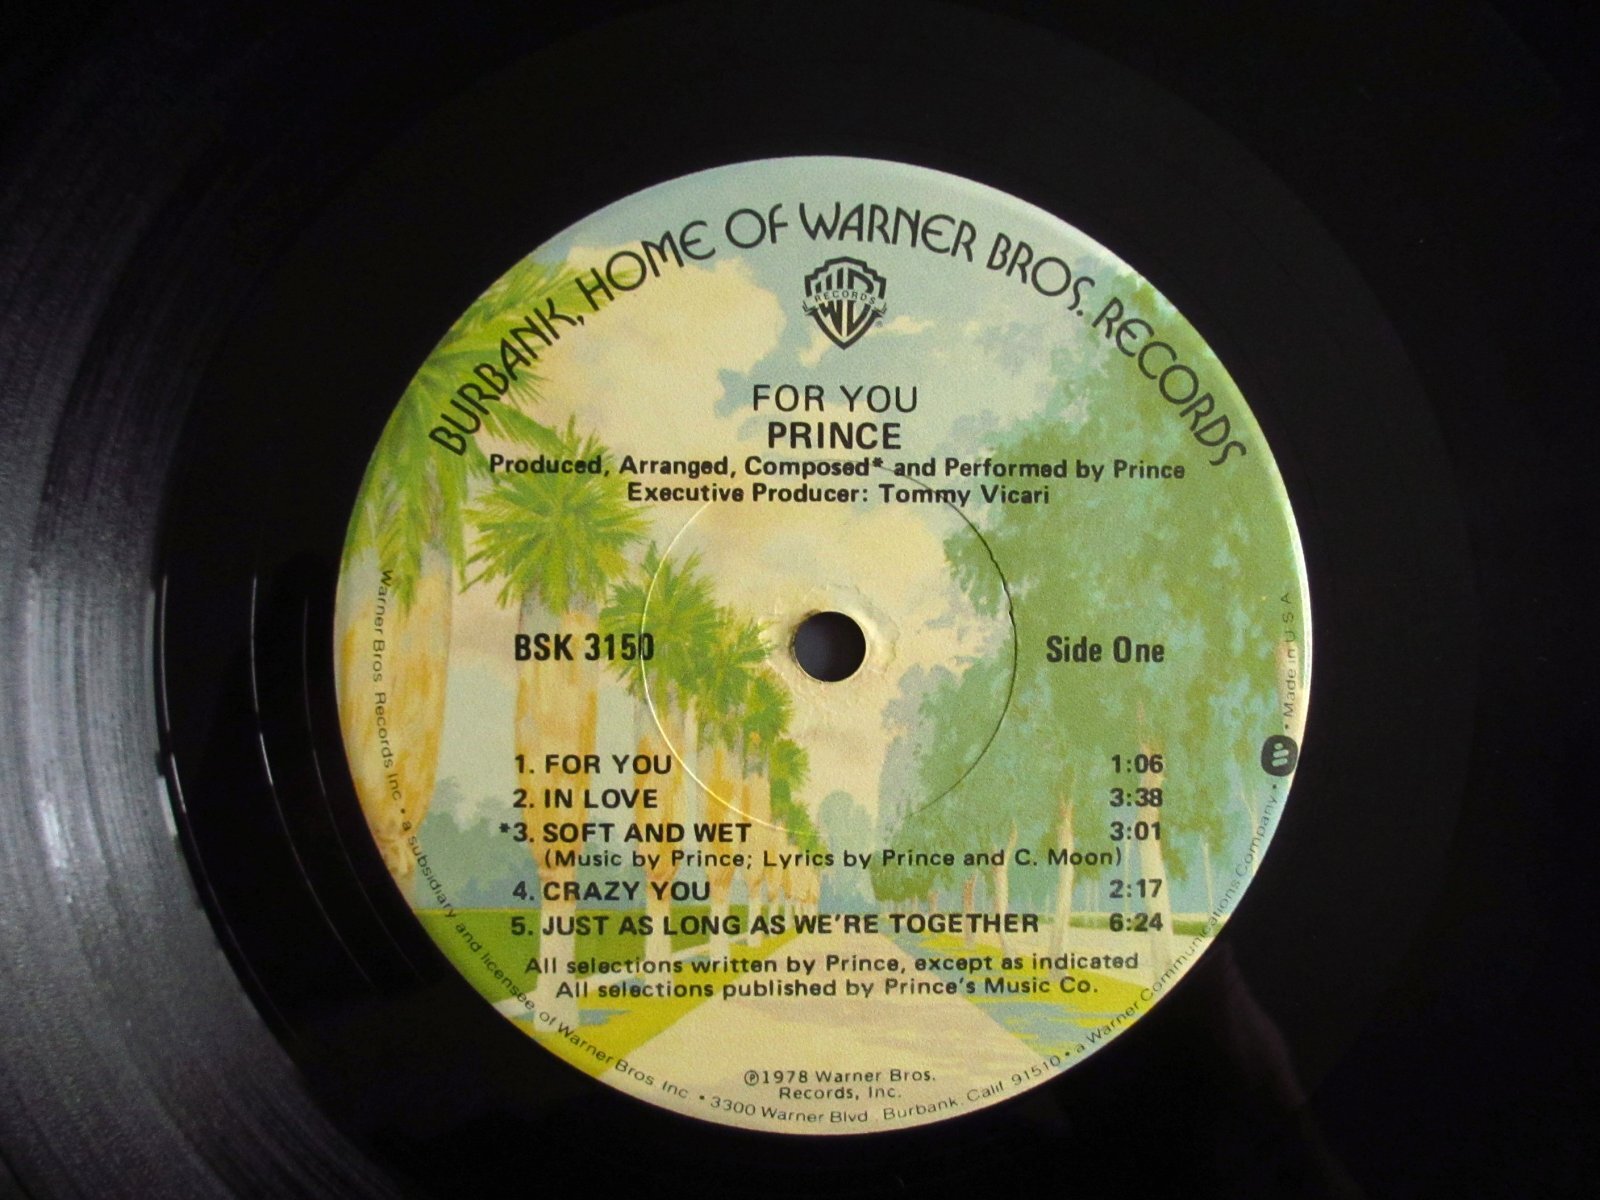 BURBANK, HOME OF WARNER BROS. RECORDS
RECORDS
FOR YOU
PRINCE
Produced, Arranged, Composed* and Performed by Prince
Executive Producer: Tommy Vicari
BSK 3150
Side One
1. FOR YOU 1:06
2. IN LOVE 3:38
*3. SOFT AND WET 3:01
(Music by Prince; Lyrics by Prince and C. Moon)
4. CRAZY YOU 2:17
5. JUST AS LONG AS WE'RE TOGETHER 6:24
All selections written by Prince, except as indicated
All selections published by Prince's Music Co.
℗1978 Warner Bros.
Records, Inc.
Warner Bros Records Inc • a subsidiary and licensee of Warner Bros Inc • 3300 Warner Blvd, Burbank, Calif 91510 • a Warner Communications Company • Made in U S A